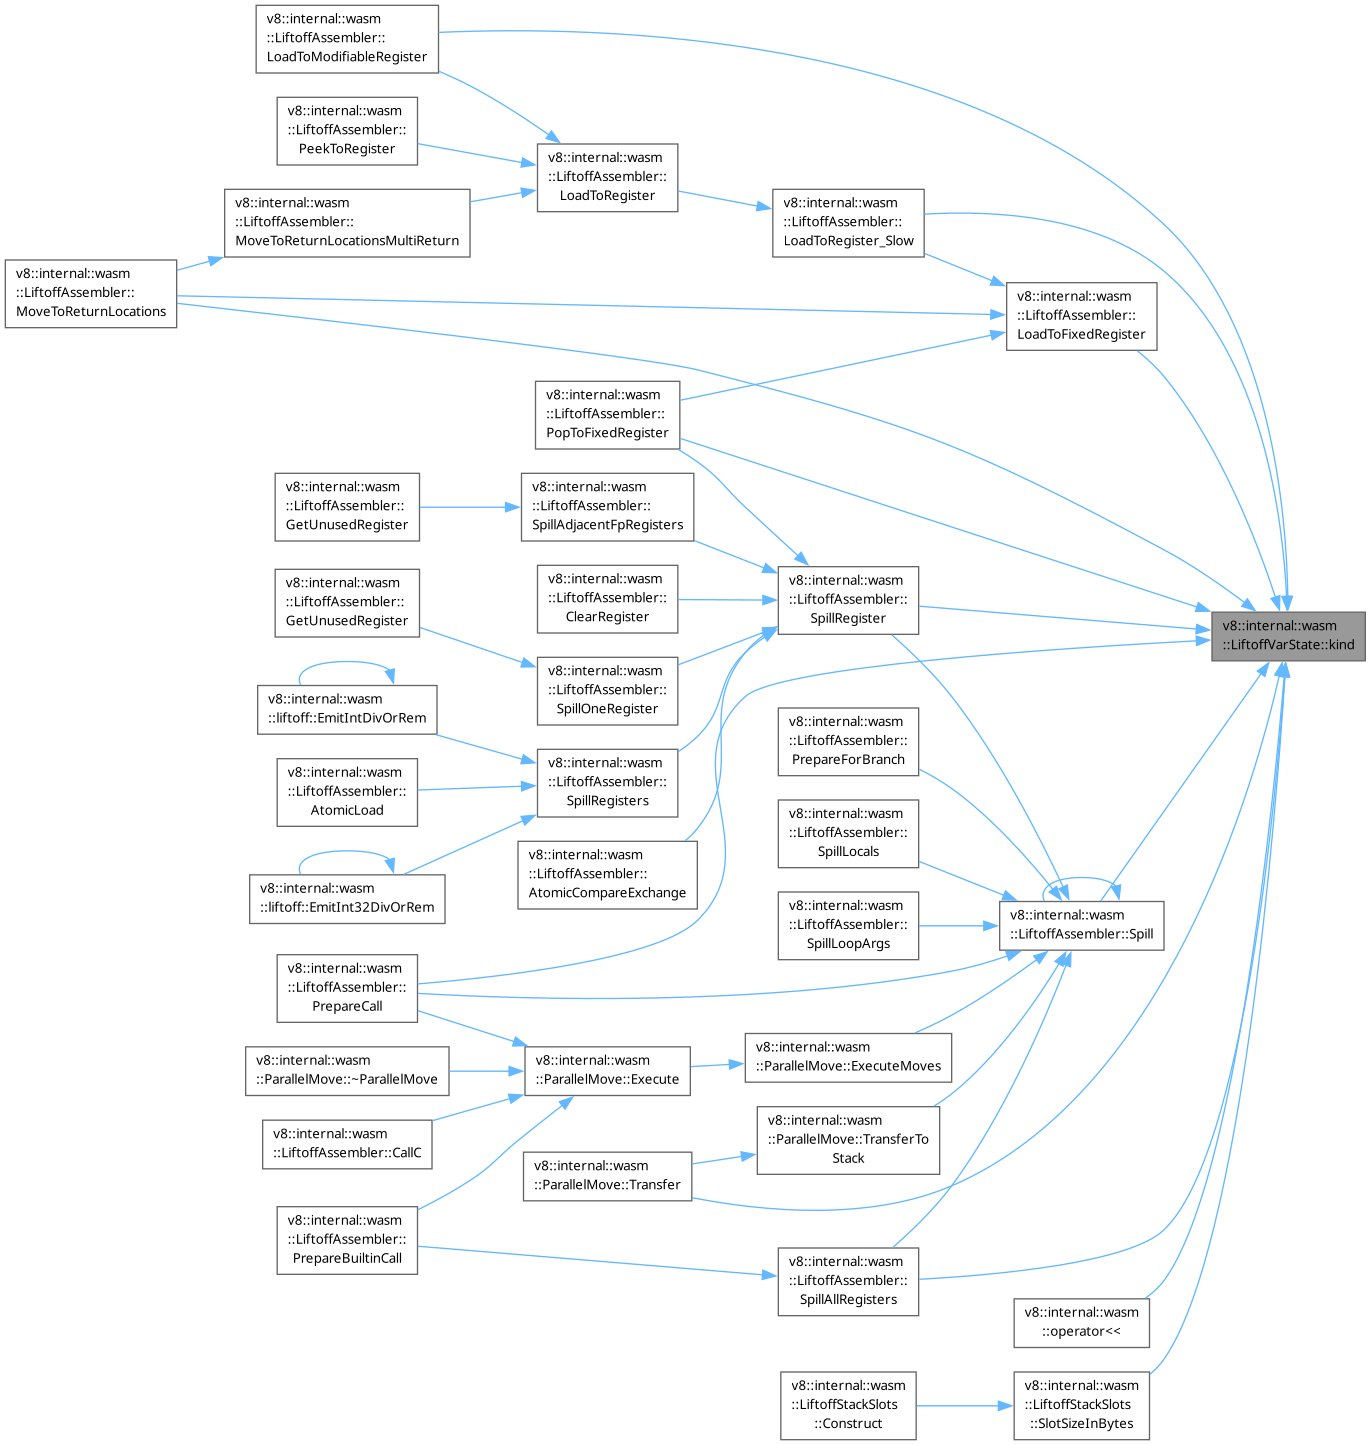 v8::internal::wasm
::LiftoffAssembler::
LoadToModifiableRegister
v8::internal::wasm
::LiftoffAssembler::
PeekToRegister
v8::internal::wasm
::LiftoffAssembler::
LoadToRegister
v8::internal::wasm
::LiftoffAssembler::
MoveToReturnLocationsMultiReturn
v8::internal::wasm
::LiftoffAssembler::
LoadToRegister_Slow
v8::internal::wasm
::LiftoffAssembler::
MoveToReturnLocations
v8::internal::wasm
::LiftoffAssembler::
LoadToFixedRegister
v8::internal::wasm
::LiftoffAssembler::
PopToFixedRegister
v8::internal::wasm
::LiftoffAssembler::
GetUnusedRegister
v8::internal::wasm
::LiftoffAssembler::
SpillAdjacentFpRegisters
v8::internal::wasm
::LiftoffAssembler::
GetUnusedRegister
v8::internal::wasm
::LiftoffAssembler::
ClearRegister
v8::internal::wasm
::LiftoffAssembler::
SpillRegister
v8::internal::wasm
::LiftoffVarState::kind
v8::internal::wasm
::LiftoffAssembler::
SpillOneRegister
v8::internal::wasm
::liftoff::EmitIntDivOrRem
v8::internal::wasm
::LiftoffAssembler::
PrepareForBranch
v8::internal::wasm
::LiftoffAssembler::
AtomicLoad
v8::internal::wasm
::LiftoffAssembler::
SpillRegisters
v8::internal::wasm
::LiftoffAssembler::
SpillLocals
v8::internal::wasm
::liftoff::EmitInt32DivOrRem
v8::internal::wasm
::LiftoffAssembler::
AtomicCompareExchange
v8::internal::wasm
::LiftoffAssembler::
SpillLoopArgs
v8::internal::wasm
::LiftoffAssembler::Spill
v8::internal::wasm
::LiftoffAssembler::
PrepareCall
v8::internal::wasm
::ParallelMove::~ParallelMove
v8::internal::wasm
::ParallelMove::Execute
v8::internal::wasm
::ParallelMove::ExecuteMoves
v8::internal::wasm
::LiftoffAssembler::CallC
v8::internal::wasm
::ParallelMove::TransferTo
Stack
v8::internal::wasm
::ParallelMove::Transfer
v8::internal::wasm
::LiftoffAssembler::
PrepareBuiltinCall
v8::internal::wasm
::LiftoffAssembler::
SpillAllRegisters
v8::internal::wasm
::operator<<
v8::internal::wasm
::LiftoffStackSlots
::Construct
v8::internal::wasm
::LiftoffStackSlots
::SlotSizeInBytes